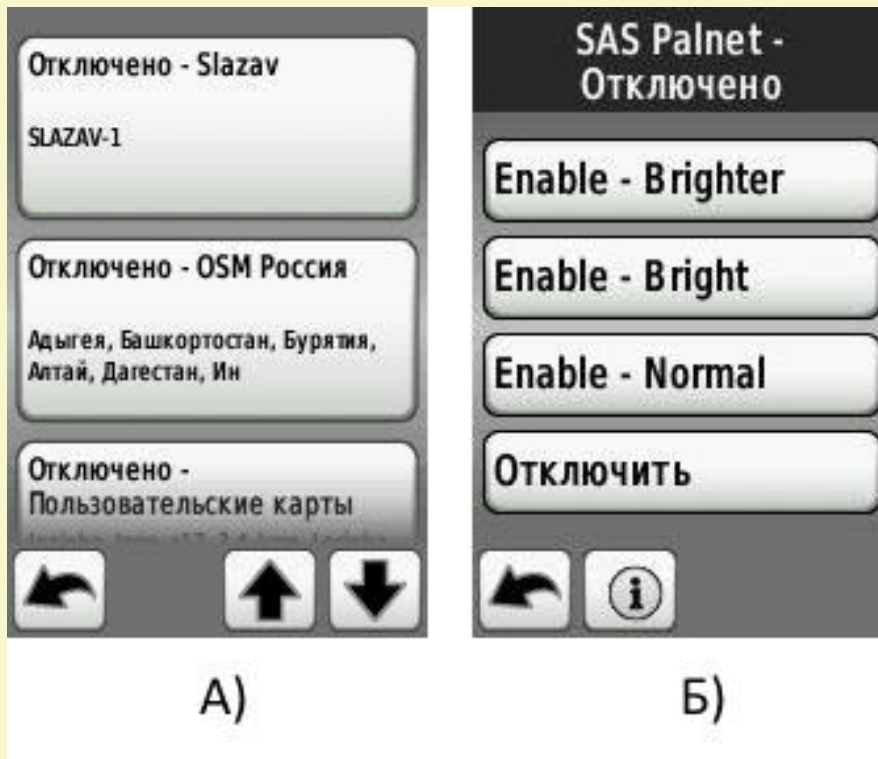 Отключено - Slazav
SLAZAV-1
Отключено - OSM Россия
Адыгея, Башкортостан, Бурятия,
Алтай, Дагестан, Ин
Отключено -
Пользовательские карты
SAS Palnet -
Отключено
Enable - Brighter
Enable - Bright
Enable - Normal
Отключить
А)
Б)